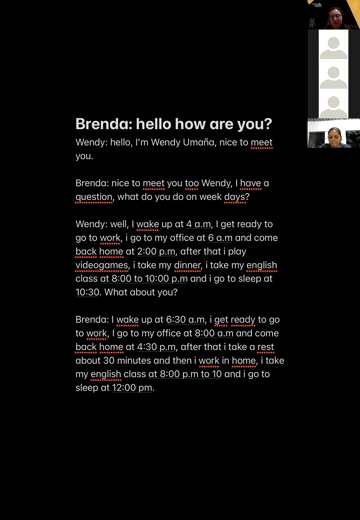 Brenda: hello how are you?
Wendy: hello, I'm Wendy Umaña, nice to meet
you.
Brenda: nice to meet you too Wendy, I have a
question, what do you do on week days?
Wendy: well, I wake up at 4 a.m, I get ready to
go to work, i go to my office at 6 a.m and come
back home at 2:00 p.m, after that i play
videogames, i take my dinner, i take my english
class at 8:00 to 10:00 p.m and i go to sleep at
10:30. What about you?
Brenda: I wake up at 6:30 a.m, i get ready to go
to work, I go to my office at 8:00 a.m and come
back home at 4:30 p.m, after that i take a rest
about 30 minutes and then i work in home, i take
my english class at 8:00 p.m to 10 and i go to
sleep at 12:00 pm.